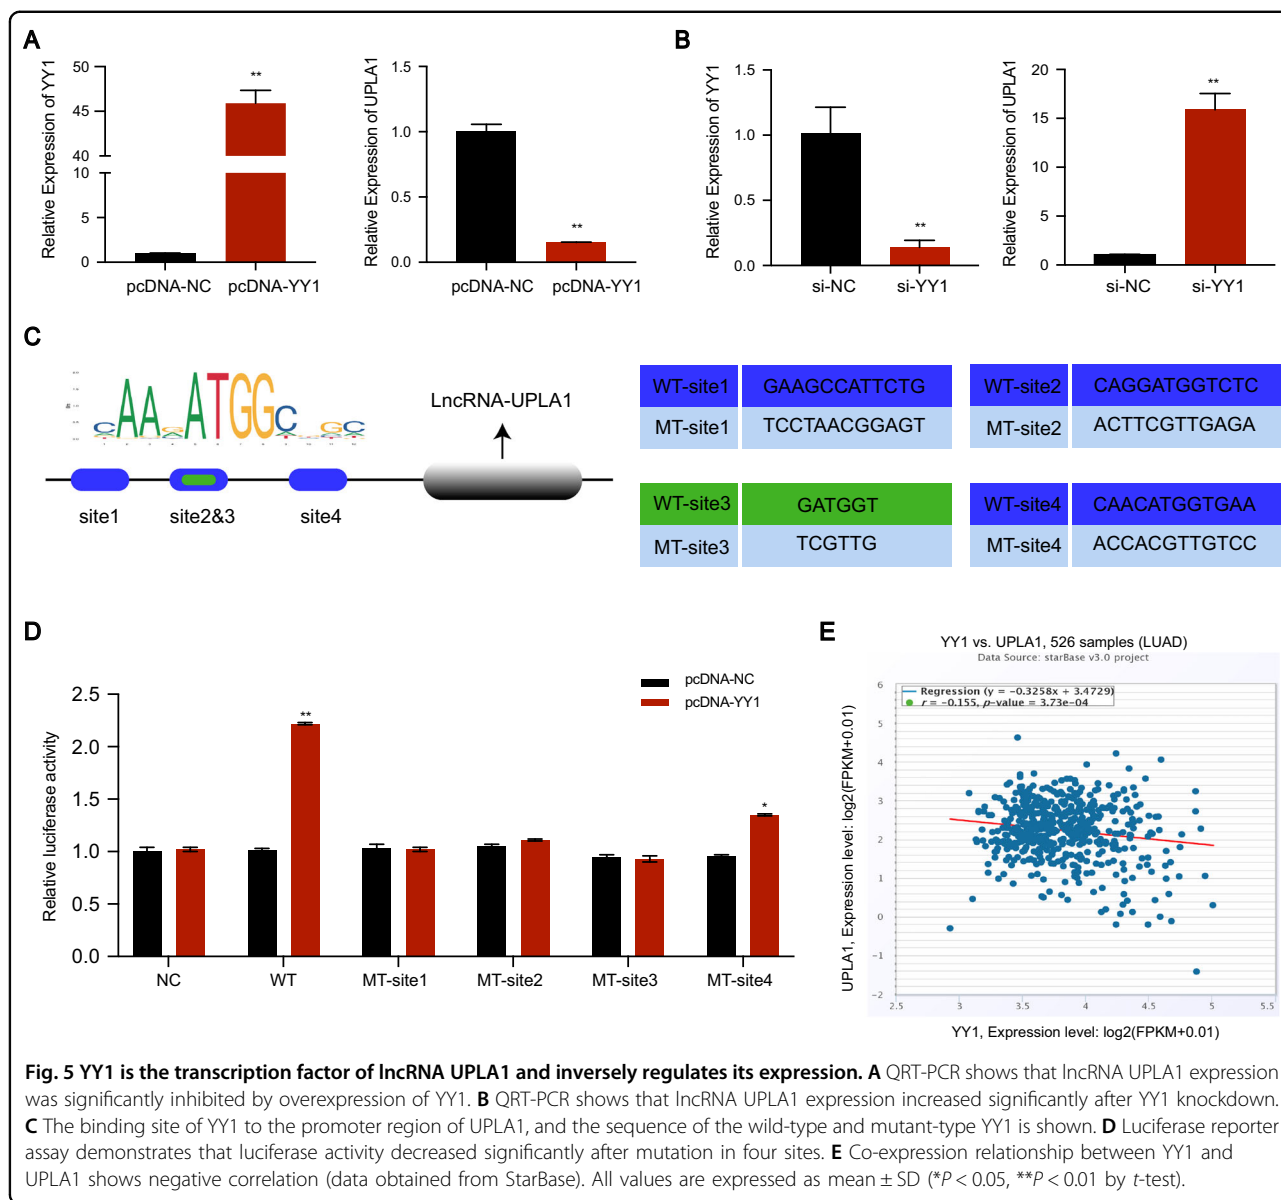 A
Relative Expression of YY1
50
45
40
10
5
0
**
pcDNA-NC pcDNA-YY1
Relative Expression of UPLA1
1.5
1.0
0.5
0.0
**
pcDNA-NC pcDNA-YY1
B
Relative Expression of YY1
1.5
1.0
0.5
0.0
**
si-NC si-YY1
Relative Expression of UPLA1
20
15
10
5
0
**
si-NC si-YY1
C
CAA ATGGC GC
LncRNA-UPLA1
site1 site2&3 site4
WT-site1 GAAGCCATTCTG
MT-site1 TCCTAACGGAGT
WT-site2 CAGGATGGTCTC
MT-site2 ACTTCGTTGAGA
WT-site3 GATGGT
MT-site3 TCGTTG
WT-site4 CAACATGGTGAA
MT-site4 ACCACGTTGTCC
D
Relative luciferase activity
2.5
2.0
1.5
1.0
0.5
0.0
pcDNA-NC
pcDNA-YY1
**
*
NC WT MT-site1 MT-site2 MT-site3 MT-site4
E
YY1 vs. UPLA1, 526 samples (LUAD)
Data Source: starBase v3.0 project
Regression (y = −0.3258x + 3.4729)
r = −0.155, p-value = 3.73e−04
UPLA1, Expression level: log2(FPKM+0.01)
6
5
4
3
2
1
0
−1
−2
2.5 3 3.5 4 4.5 5 5.5
YY1, Expression level: log2(FPKM+0.01)
Fig. 5 YY1 is the transcription factor of lncRNA UPLA1 and inversely regulates its expression. A QRT-PCR shows that lncRNA UPLA1 expression
was significantly inhibited by overexpression of YY1. B QRT-PCR shows that lncRNA UPLA1 expression increased significantly after YY1 knockdown.
C The binding site of YY1 to the promoter region of UPLA1, and the sequence of the wild-type and mutant-type YY1 is shown. D Luciferase reporter
assay demonstrates that luciferase activity decreased significantly after mutation in four sites. E Co-expression relationship between YY1 and
UPLA1 shows negative correlation (data obtained from StarBase). All values are expressed as mean ± SD (*P < 0.05, **P < 0.01 by t-test).